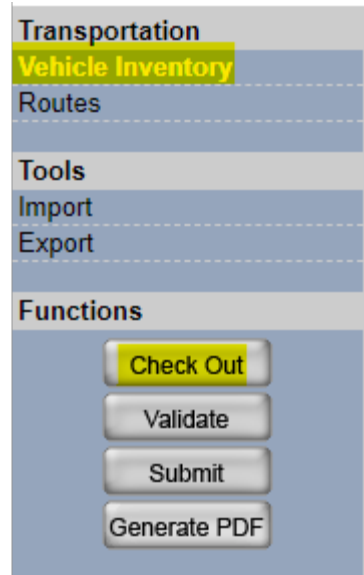 Transportation
Vehicle Inventory
Routes
Tools
Import
Export
Functions
Check Out
Validate
Submit
Generate PDF